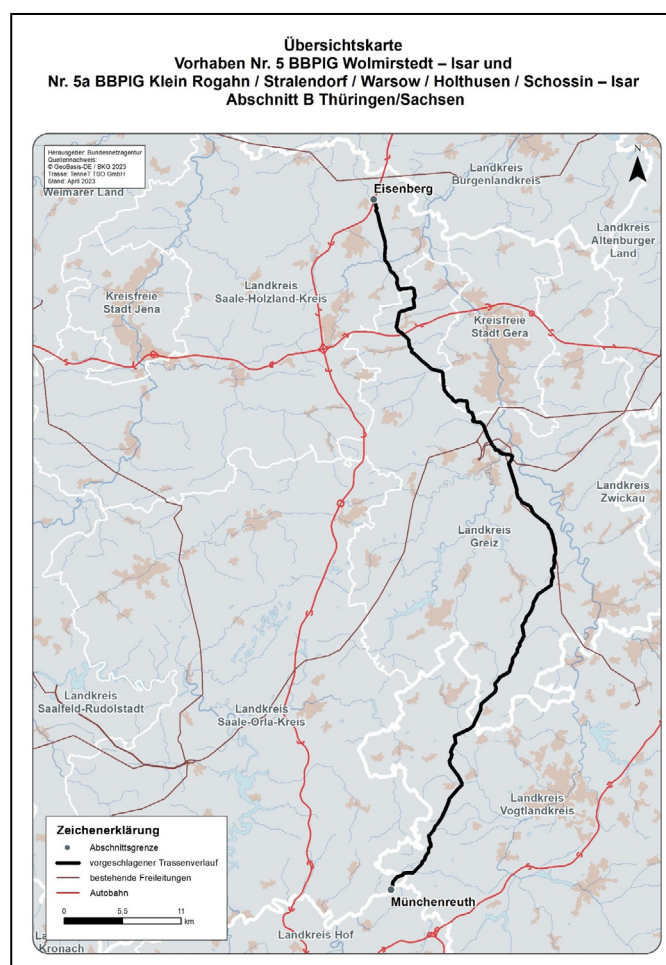 Übersichtskarte
Vorhaben Nr. 5 BBPlG Wolmirstedt – Isar und
Nr. 5a BBPlG Klein Rogahn / Stralendorf / Warsow / Holthusen / Schossin – Isar
Abschnitt B Thüringen/Sachsen
Herausgeber: Bundesnetzagentur
Quellennachweis:
© GeoBasis-DE / BKG 2023
Trasse: TenneT TSO GmbH
Stand: April 2023
Weimarer Land
N
Eisenberg
Landkreis
Burgenlandkreis
Landkreis
Altenburger
Land
Landkreis
Saale-Holzland-Kreis
Kreisfreie
Stadt Jena
Kreisfreie
Stadt Gera
Landkreis
Zwickau
Landkreis
Greiz
Landkreis
Saalfeld-Rudolstadt
Landkreis
Saale-Orla-Kreis
Landkreis
Vogtlandkreis
Münchenreuth
Landkreis Hof
Kronach
Zeichenerklärung
Abschnittsgrenze
vorgeschlagener Trassenverlauf
bestehende Freileitungen
Autobahn
0 5,5 11
km